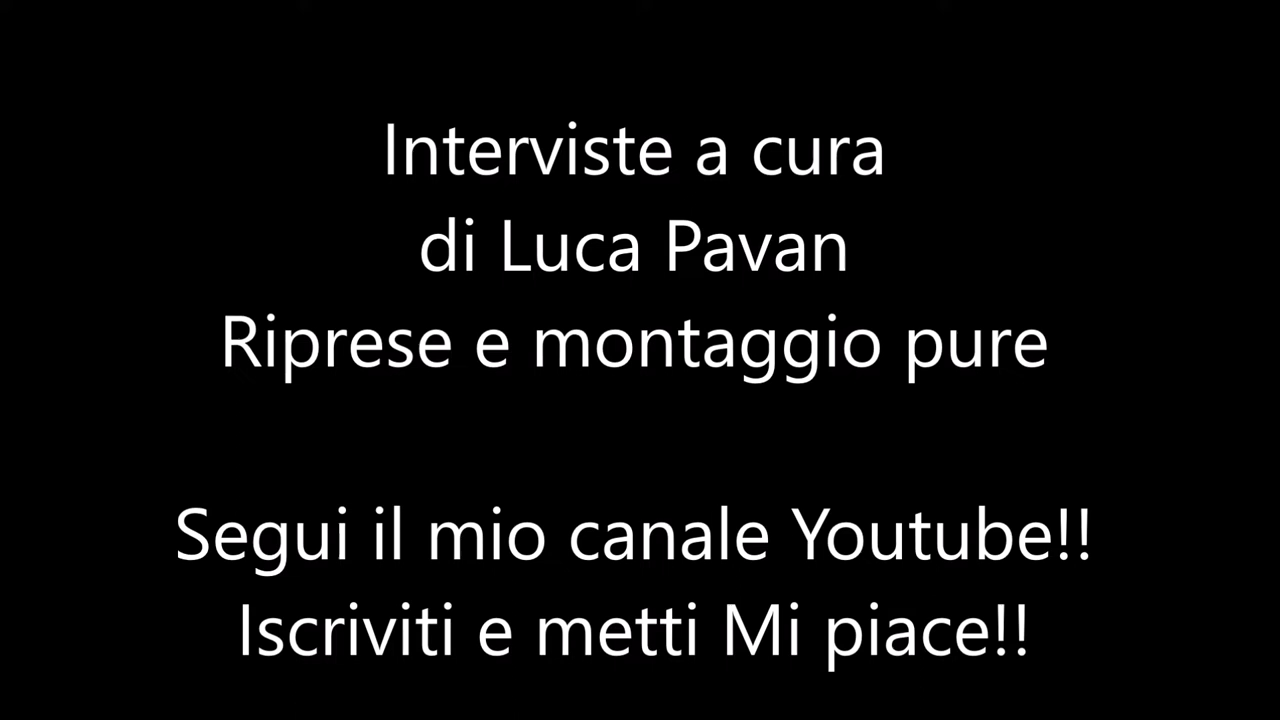 Interviste a cura
di Luca Pavan
Riprese e montaggio pure
Segui il mio canale Youtube!!
Iscriviti e metti Mi piace!!